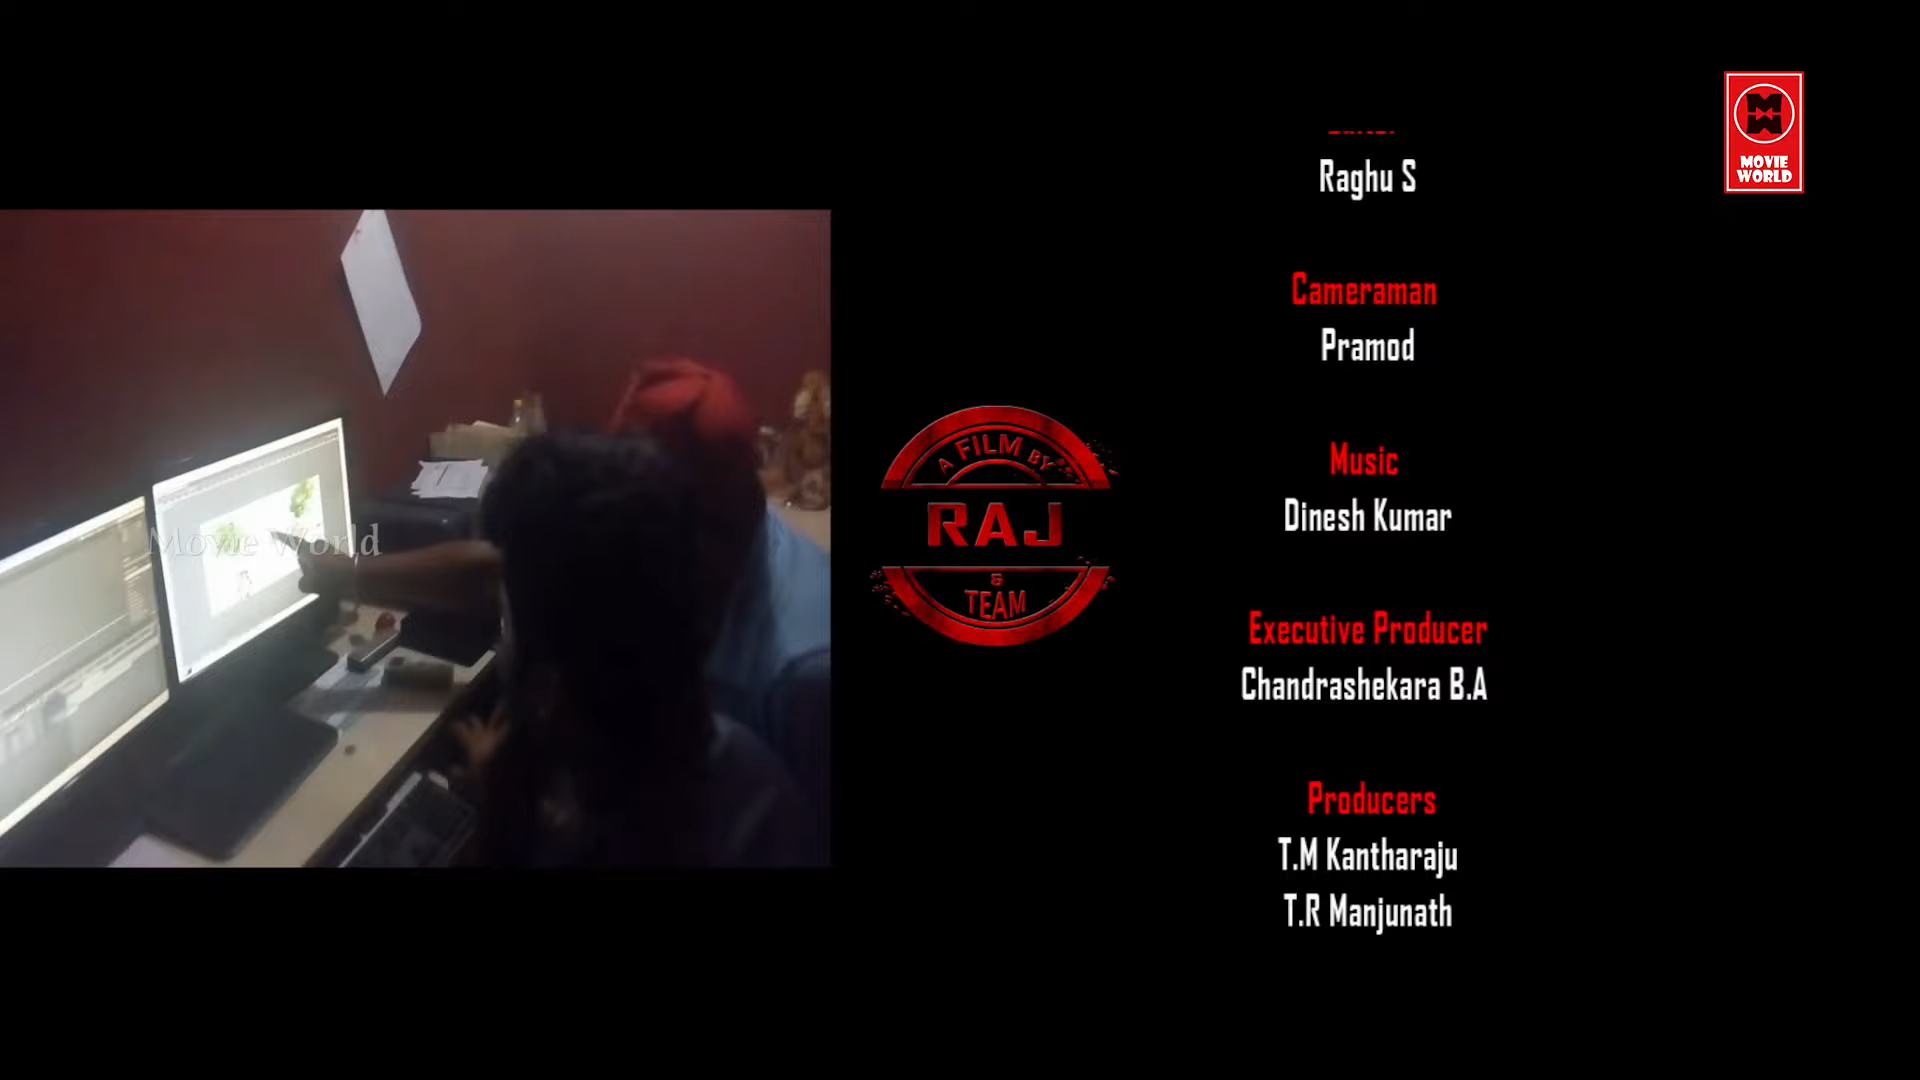 MOVIE
WORLD
Raghu S
Cameraman
Pramod
Music
Dinesh Kumar
Executive Producer
Chandrashekara B.A
Producers
T.M Kantharaju
T.R Manjunath
A FILM BY
RAJ
&
TEAM
Movie World